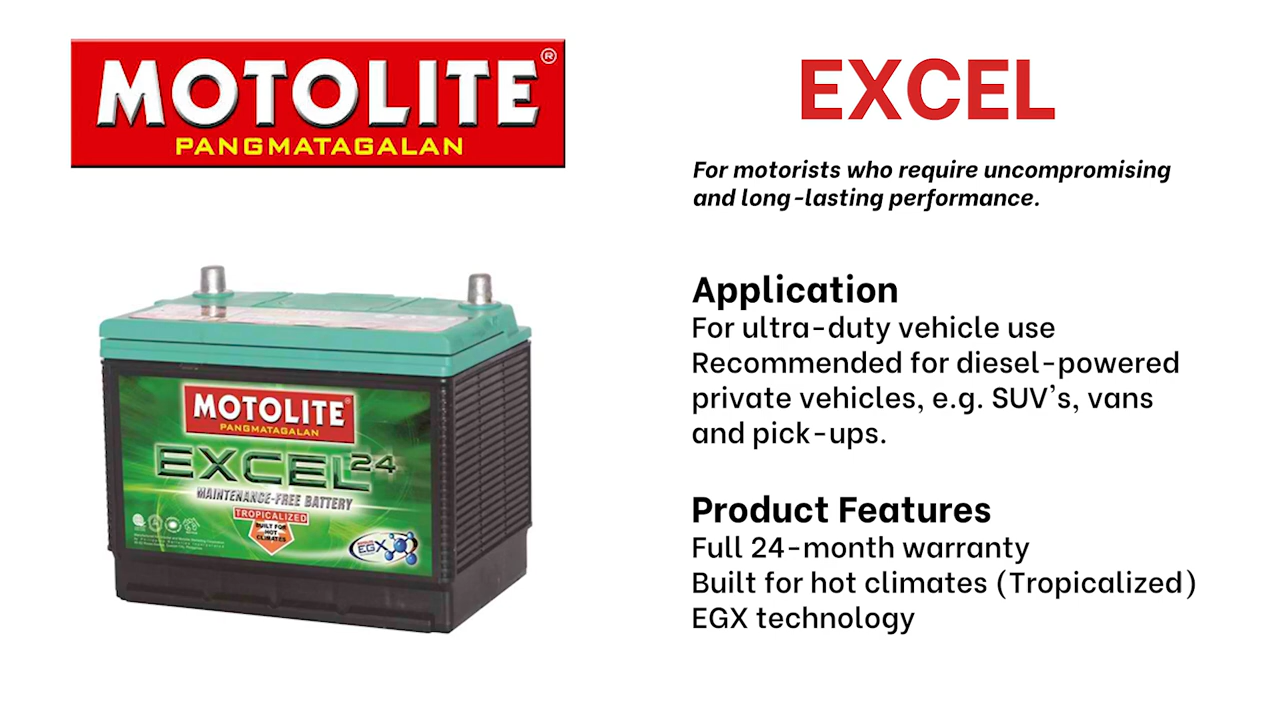 MOTOLITE®
PANGMATAGALAN
EXCEL
For motorists who require uncompromising
and long-lasting performance.
Application
For ultra-duty vehicle use
Recommended for diesel-powered
private vehicles, e.g. SUV's, vans
and pick-ups.
Product Features
Full 24-month warranty
Built for hot climates (Tropicalized)
EGX technology
MOTOLITE
PANGMATAGALAN
EXCEL24
MAINTENANCE-FREE BATTERY
TROPICALIZED
BUILT FOR
HOT
CLIMATES
EGX